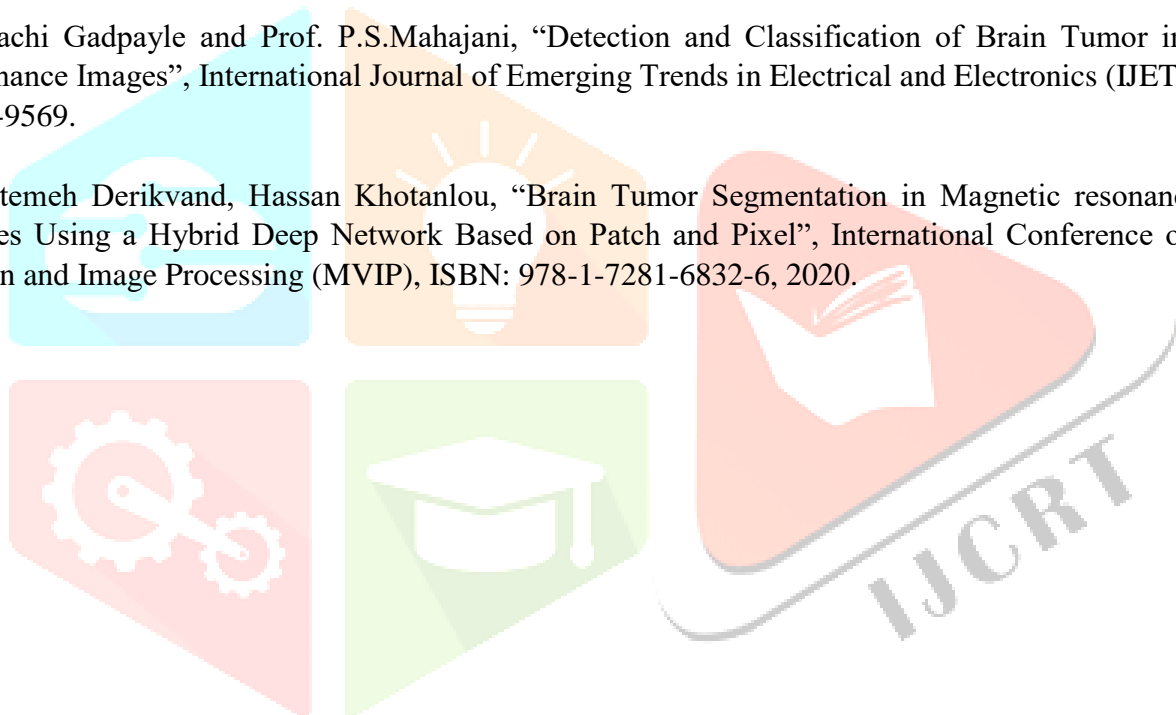 achi Gadpayle and Prof. P.S.Mahajani, “Detection and Classification of Brain Tumor in
nance Images”, International Journal of Emerging Trends in Electrical and Electronics (IJET
-9569.
temeh Derikvand, Hassan Khotanlou, “Brain Tumor Segmentation in Magnetic resonanc
es Using a Hybrid Deep Network Based on Patch and Pixel”, International Conference o
n and Image Processing (MVIP), ISBN: 978-1-7281-6832-6, 2020.
IJCRT